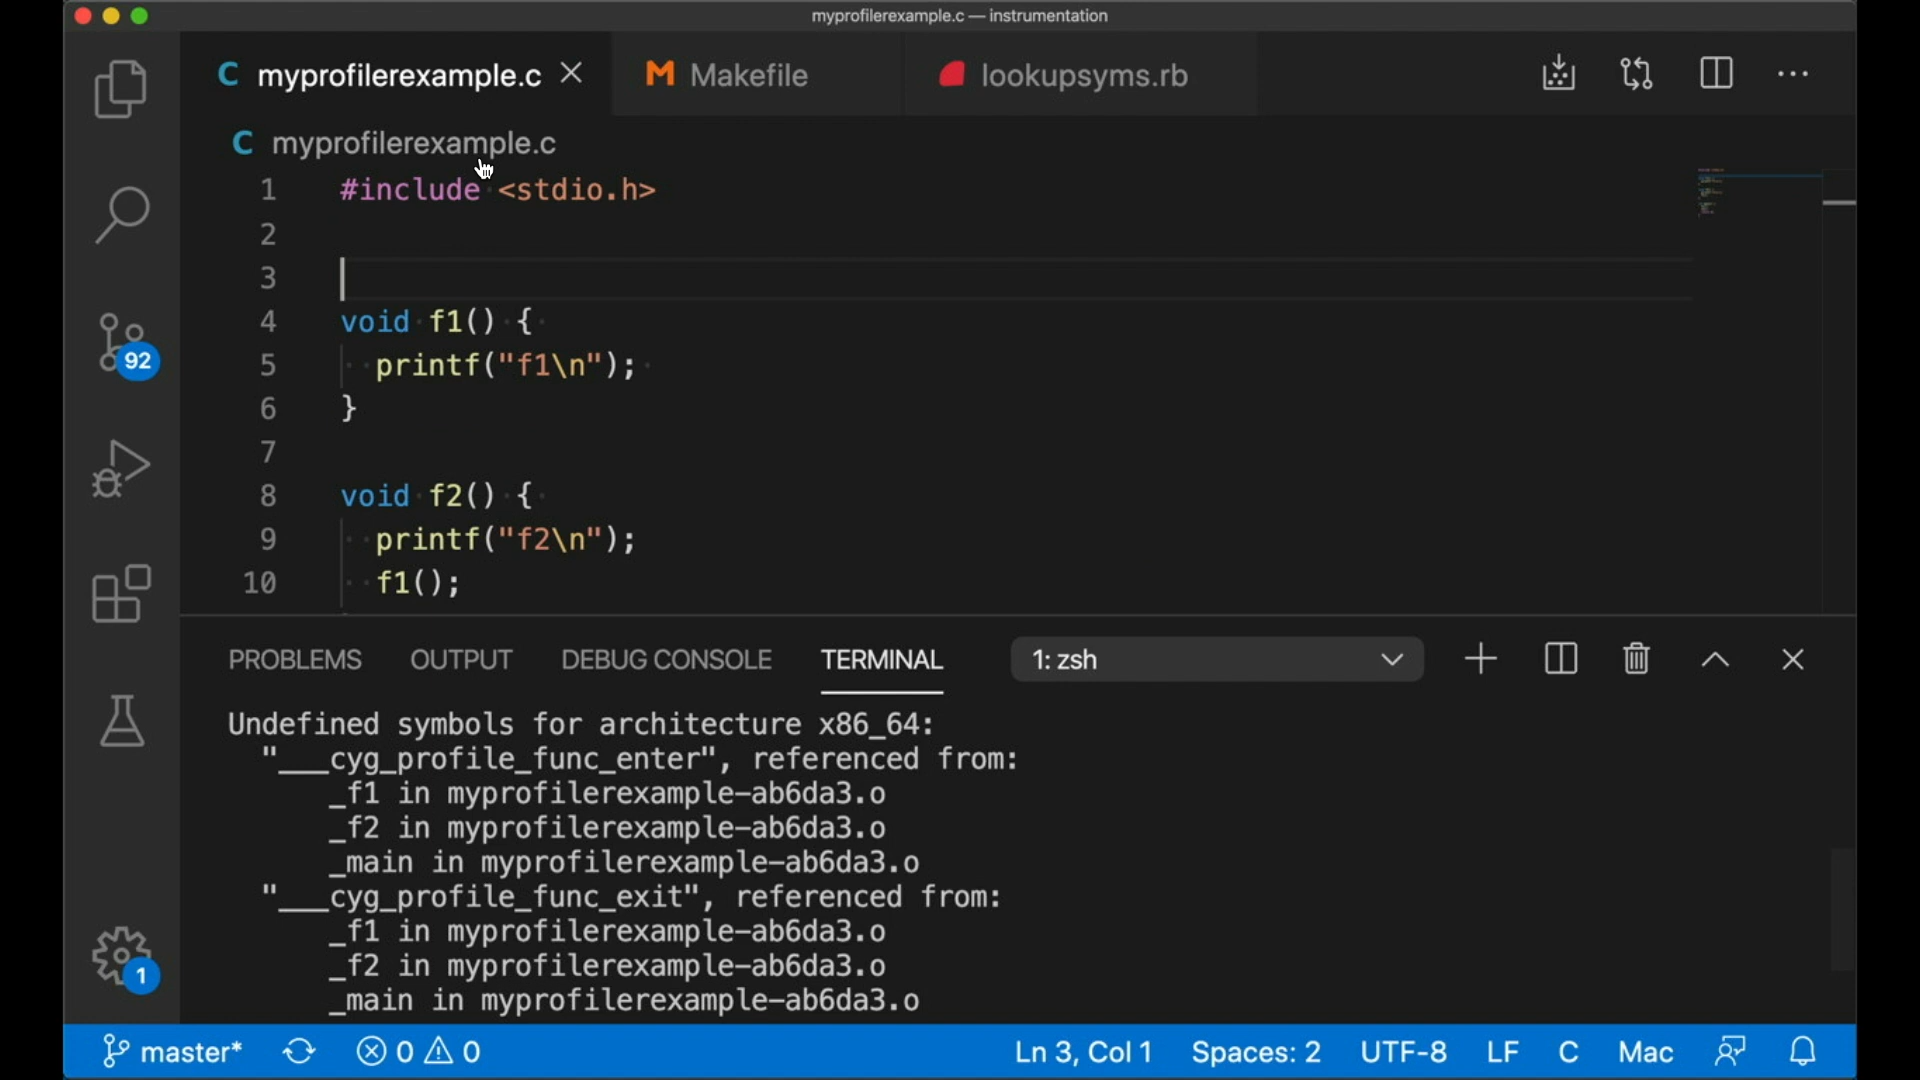 myprofilerexample.c — instrumentation
C myprofilerexample.c
M Makefile
lookupsyms.rb
C myprofilerexample.c
1 #include <stdio.h>
2
3
4 void f1() {
5 printf("f1\n");
6 }
7
8 void f2() {
9 printf("f2\n");
10 f1();
92
1
PROBLEMS OUTPUT DEBUG CONSOLE TERMINAL 1: zsh
Undefined symbols for architecture x86_64:
"___cyg_profile_func_enter", referenced from:
_f1 in myprofilerexample-ab6da3.o
_f2 in myprofilerexample-ab6da3.o
_main in myprofilerexample-ab6da3.o
"___cyg_profile_func_exit", referenced from:
_f1 in myprofilerexample-ab6da3.o
_f2 in myprofilerexample-ab6da3.o
_main in myprofilerexample-ab6da3.o
master* 0 0 Ln 3, Col 1 Spaces: 2 UTF-8 LF C Mac